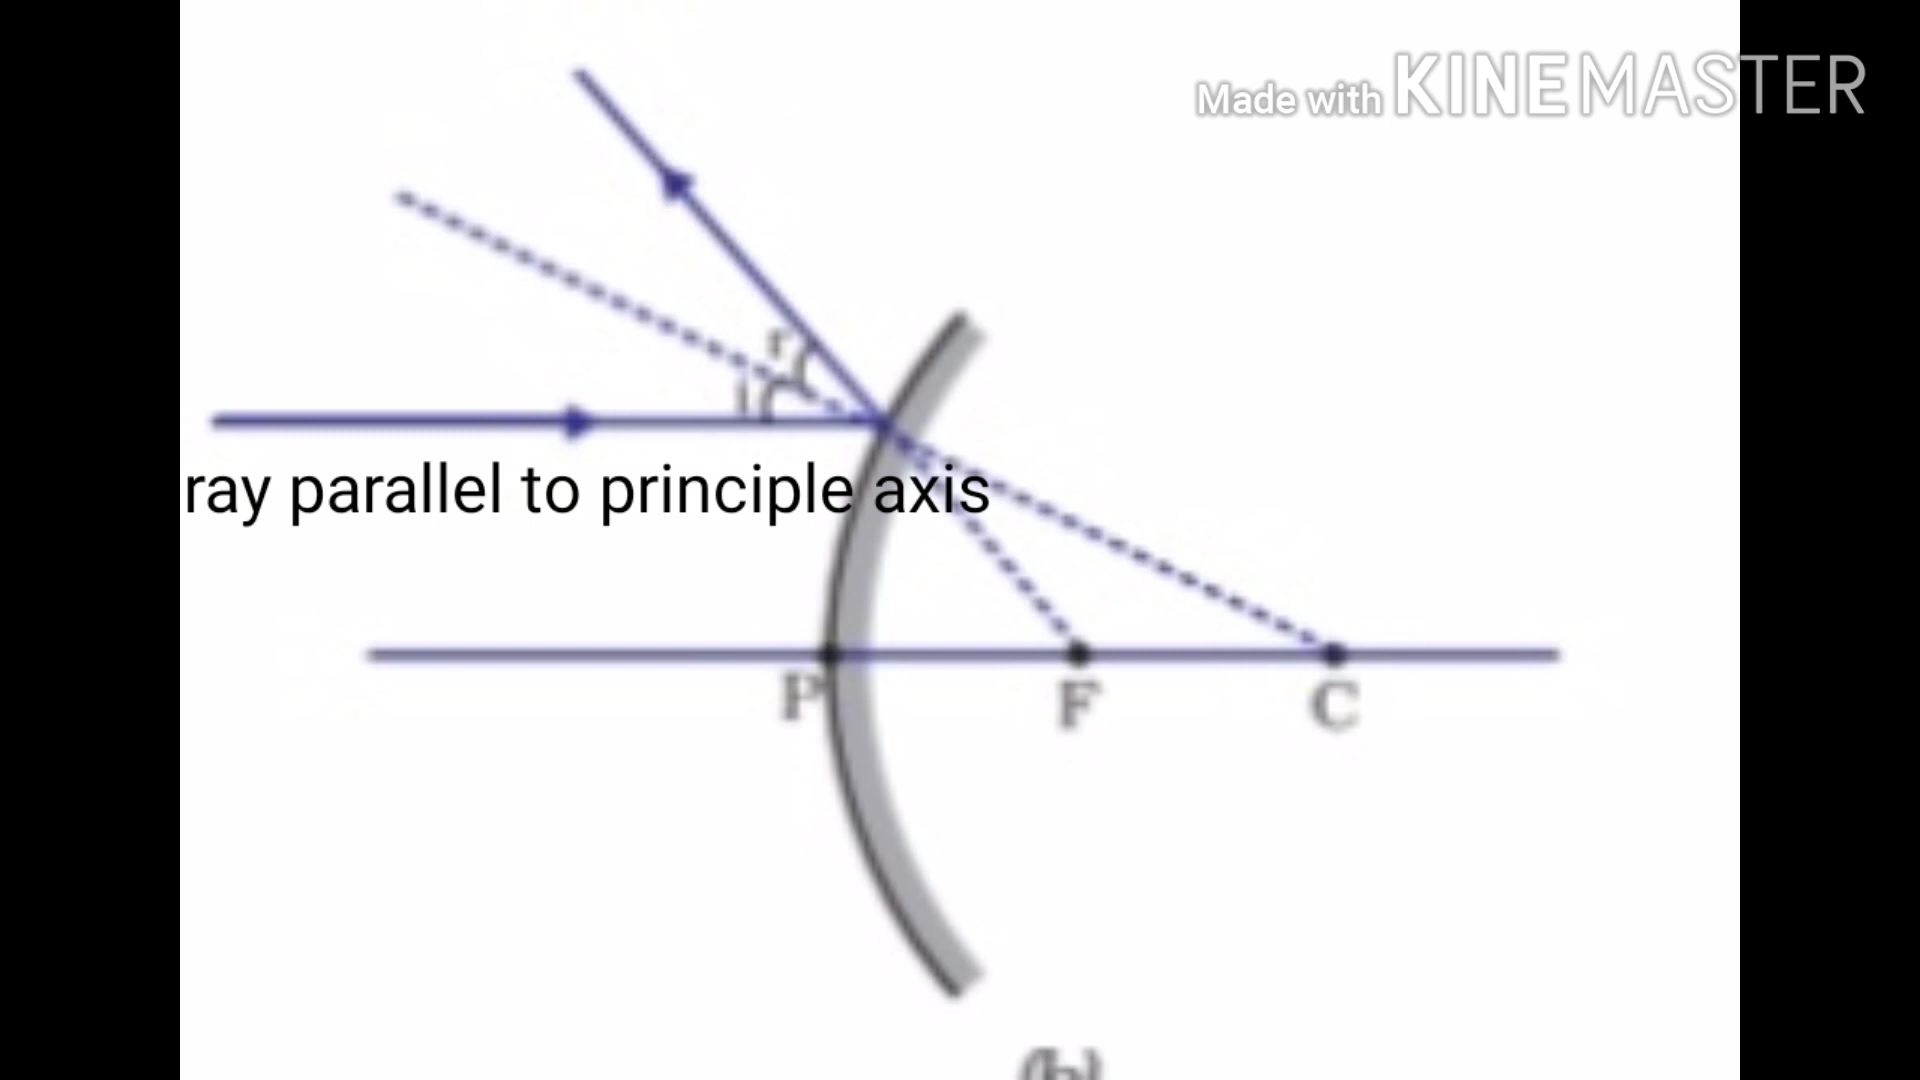 Made with KINEMASTER
r
i
ray parallel to principle axis
P F C
(b)